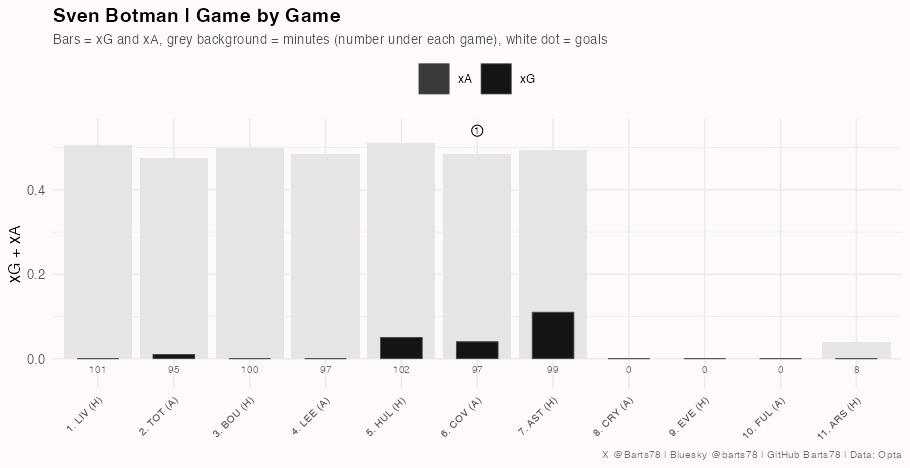 Sven Botman | Game by Game
Bars = xG and xA, grey background = minutes (number under each game), white dot = goals
xA xG
1
xG + xA
0.4
0.2
0.0
101 95 100 97 102 97 99 0 0 0 8
1. LIV (H) 2. TOT (A) 3. BOU (H) 4. LEE (A) 5. HUL (H) 6. COV (A) 7. AST (H) 8. CRY (A) 9. EVE (H) 10. FUL (A) 11. ARS (H)
X @Barts78 | Bluesky @barts78 | GitHub Barts78 | Data: Opta